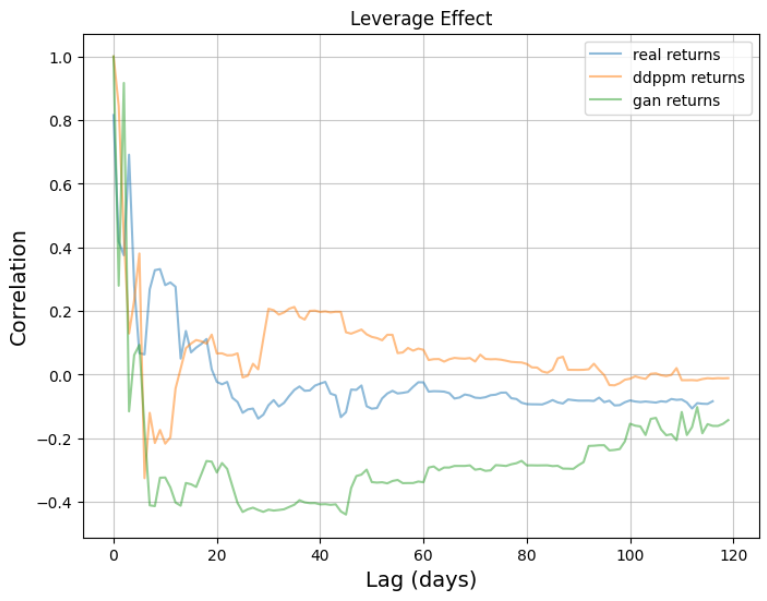 Leverage Effect
real returns
ddppm returns
gan returns
Correlation
1.0
0.8
0.6
0.4
0.2
0.0
−0.2
−0.4
0
20
40
60
80
100
120
Lag (days)